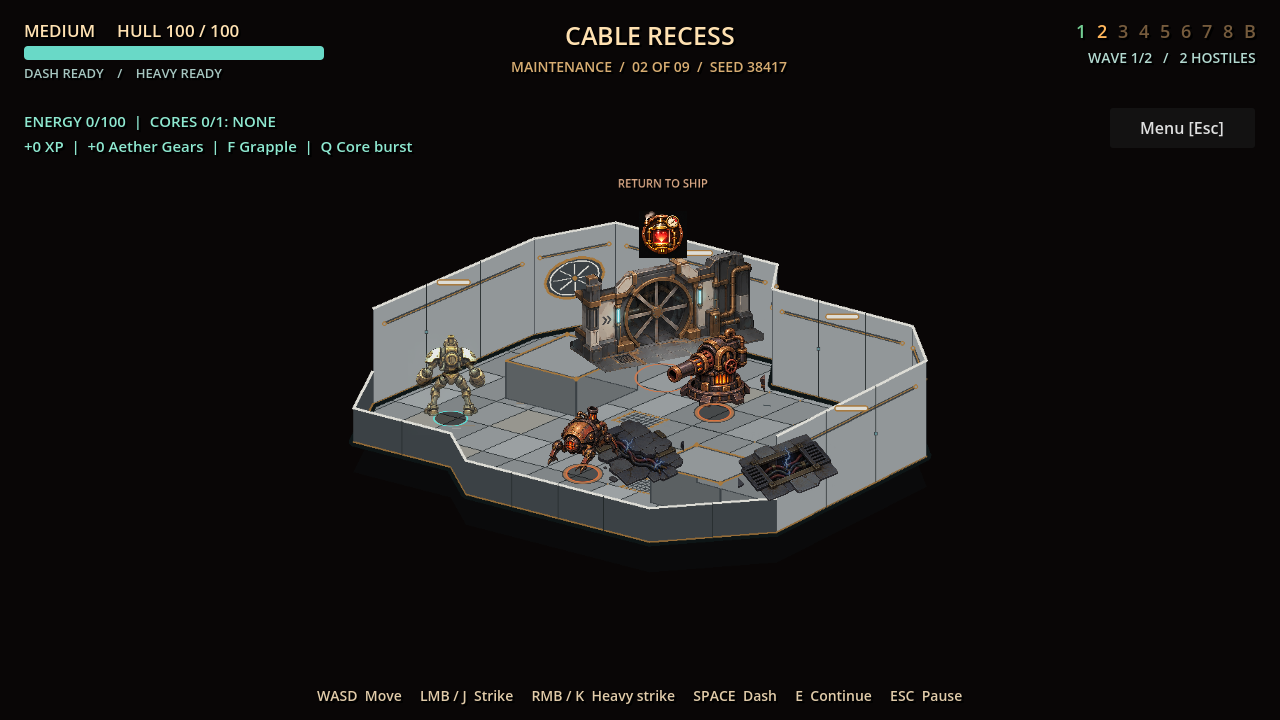 MEDIUM HULL 100 / 100
DASH READY / HEAVY READY
CABLE RECESS
MAINTENANCE / 02 OF 09 / SEED 38417
1 2 3 4 5 6 7 8 B
WAVE 1/2 / 2 HOSTILES
ENERGY 0/100 | CORES 0/1: NONE
+0 XP | +0 Aether Gears | F Grapple | Q Core burst
Menu [Esc]
RETURN TO SHIP
»
WASD Move LMB / J Strike RMB / K Heavy strike SPACE Dash E Continue ESC Pause